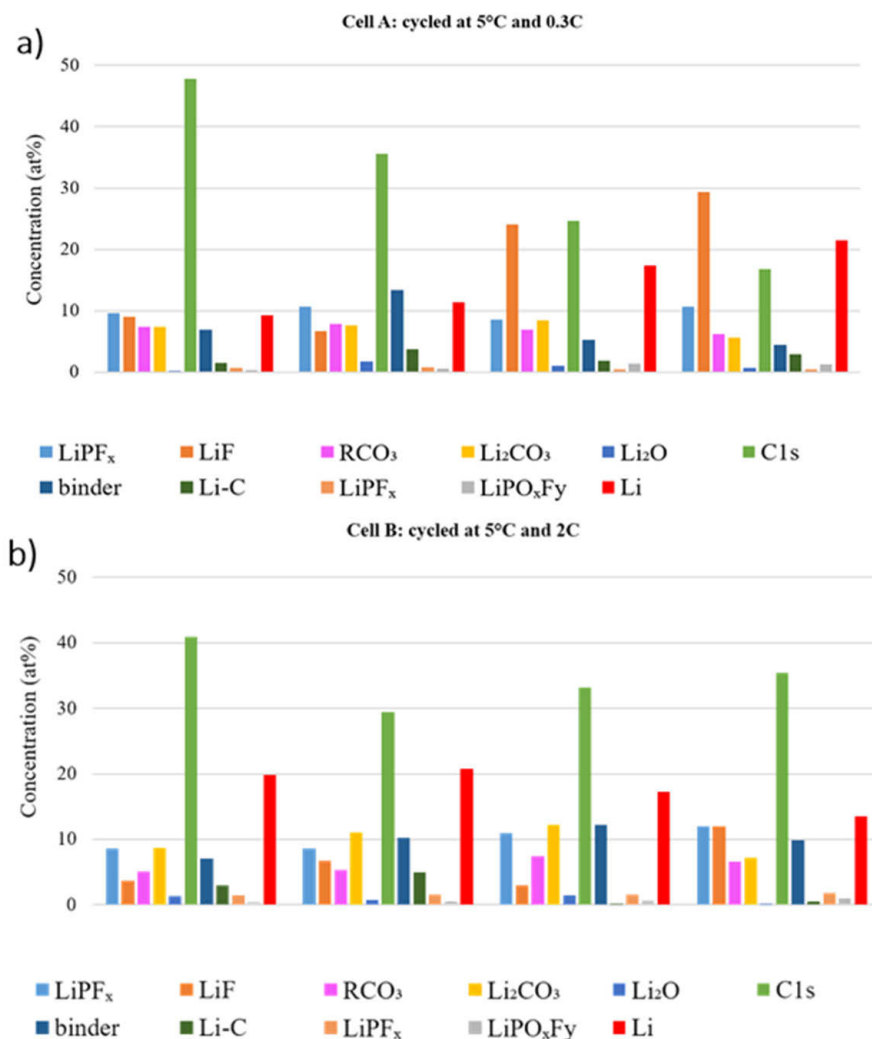 Cell A: cycled at 5°C and 0.3C
a)
50
40
30
20
10
0
Concentration (at%)
LiPFₓ LiF RCO₃ Li₂CO₃ Li₂O C1s
binder Li-C LiPFₓ LiPOₓFy Li
Cell B: cycled at 5°C and 2C
b)
50
40
30
20
10
0
Concentration (at%)
LiPFₓ LiF RCO₃ Li₂CO₃ Li₂O C1s
binder Li-C LiPFₓ LiPOₓFy Li